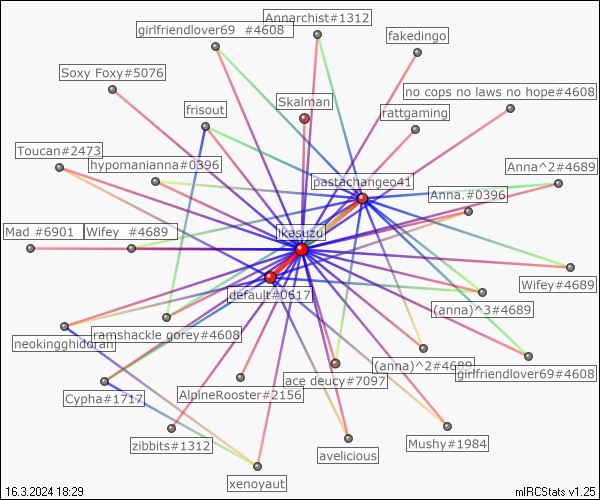 Annarchist#1312
girlfriendlover69 #4608
fakedingo
Soxy Foxy#5076
no cops no laws no hope#4608
Skalman
frisout
rattgaming
Toucan#2473
hypomanianna#0396
Anna^2#4689
pastachangeo41
Anna.#0396
Mad #6901
Wifey #4689
ikasuzu
Wifey#4689
default#0617
(anna)^3#4689
ramshackle gorey#4608
neokingghidorah
(anna)^2#4689
girlfriendlover69#4608
ace deucy#7097
AlpineRooster#2156
Cypha#1717
zibbits#1312
Mushy#1984
avelicious
xenoyaut
16.3.2024 18:29
mIRCStats v1.25